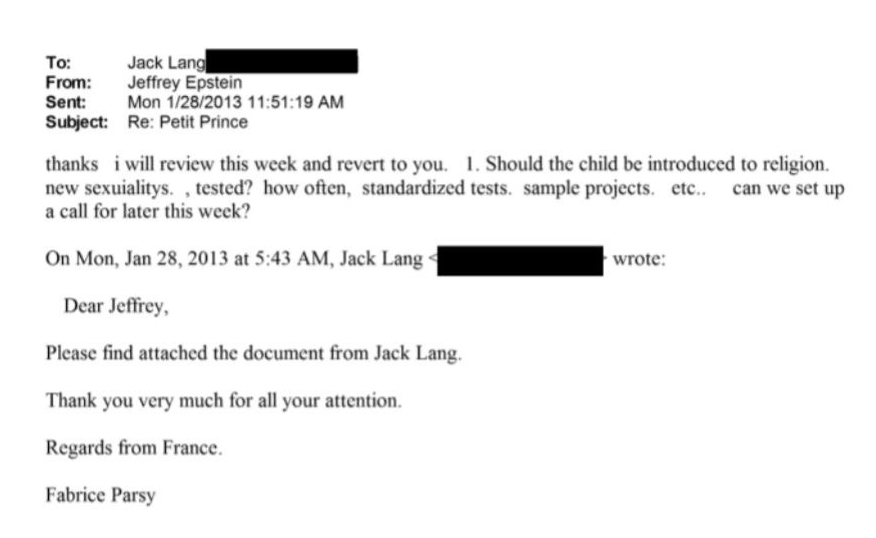 To: Jack Lang
From: Jeffrey Epstein
Sent: Mon 1/28/2013 11:51:19 AM
Subject: Re: Petit Prince
thanks i will review this week and revert to you. 1. Should the child be introduced to religion.
new sexuialitys. , tested? how often, standardized tests. sample projects. etc.. can we set up
a call for later this week?
On Mon, Jan 28, 2013 at 5:43 AM, Jack Lang < wrote:
Dear Jeffrey,
Please find attached the document from Jack Lang.
Thank you very much for all your attention.
Regards from France.
Fabrice Parsy